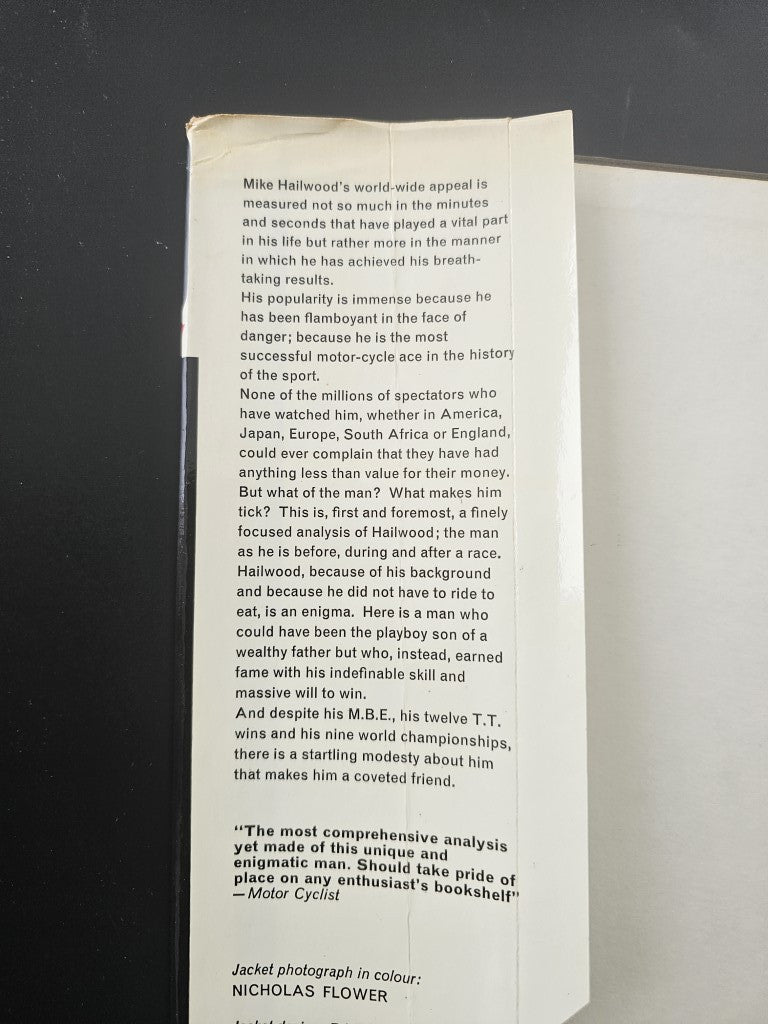 Mike Hailwood's world-wide appeal is
measured not so much in the minutes
and seconds that have played a vital part
in his life but rather more in the manner
in which he has achieved his breath-
taking results.
His popularity is immense because he
has been flamboyant in the face of
danger; because he is the most
successful motor-cycle ace in the history
of the sport.
None of the millions of spectators who
have watched him, whether in America,
Japan, Europe, South Africa or England,
could ever complain that they have had
anything less than value for their money.
But what of the man? What makes him
tick? This is, first and foremost, a finely
focused analysis of Hailwood; the man
as he is before, during and after a race.
Hailwood, because of his background
and because he did not have to ride to
eat, is an enigma. Here is a man who
could have been the playboy son of a
wealthy father but who, instead, earned
fame with his indefinable skill and
massive will to win.
And despite his M.B.E., his twelve T.T.
wins and his nine world championships,
there is a startling modesty about him
that makes him a coveted friend.
"The most comprehensive analysis
yet made of this unique and
enigmatic man. Should take pride of
place on any enthusiast's bookshelf"
—Motor Cyclist
Jacket photograph in colour:
NICHOLAS FLOWER